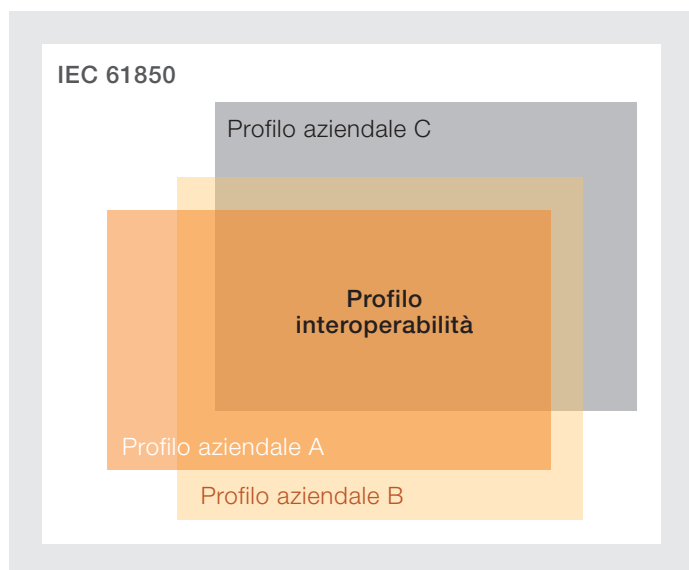 IEC 61850
Profilo aziendale C
Profilo
interoperabilità
Profilo aziendale A
Profilo aziendale B